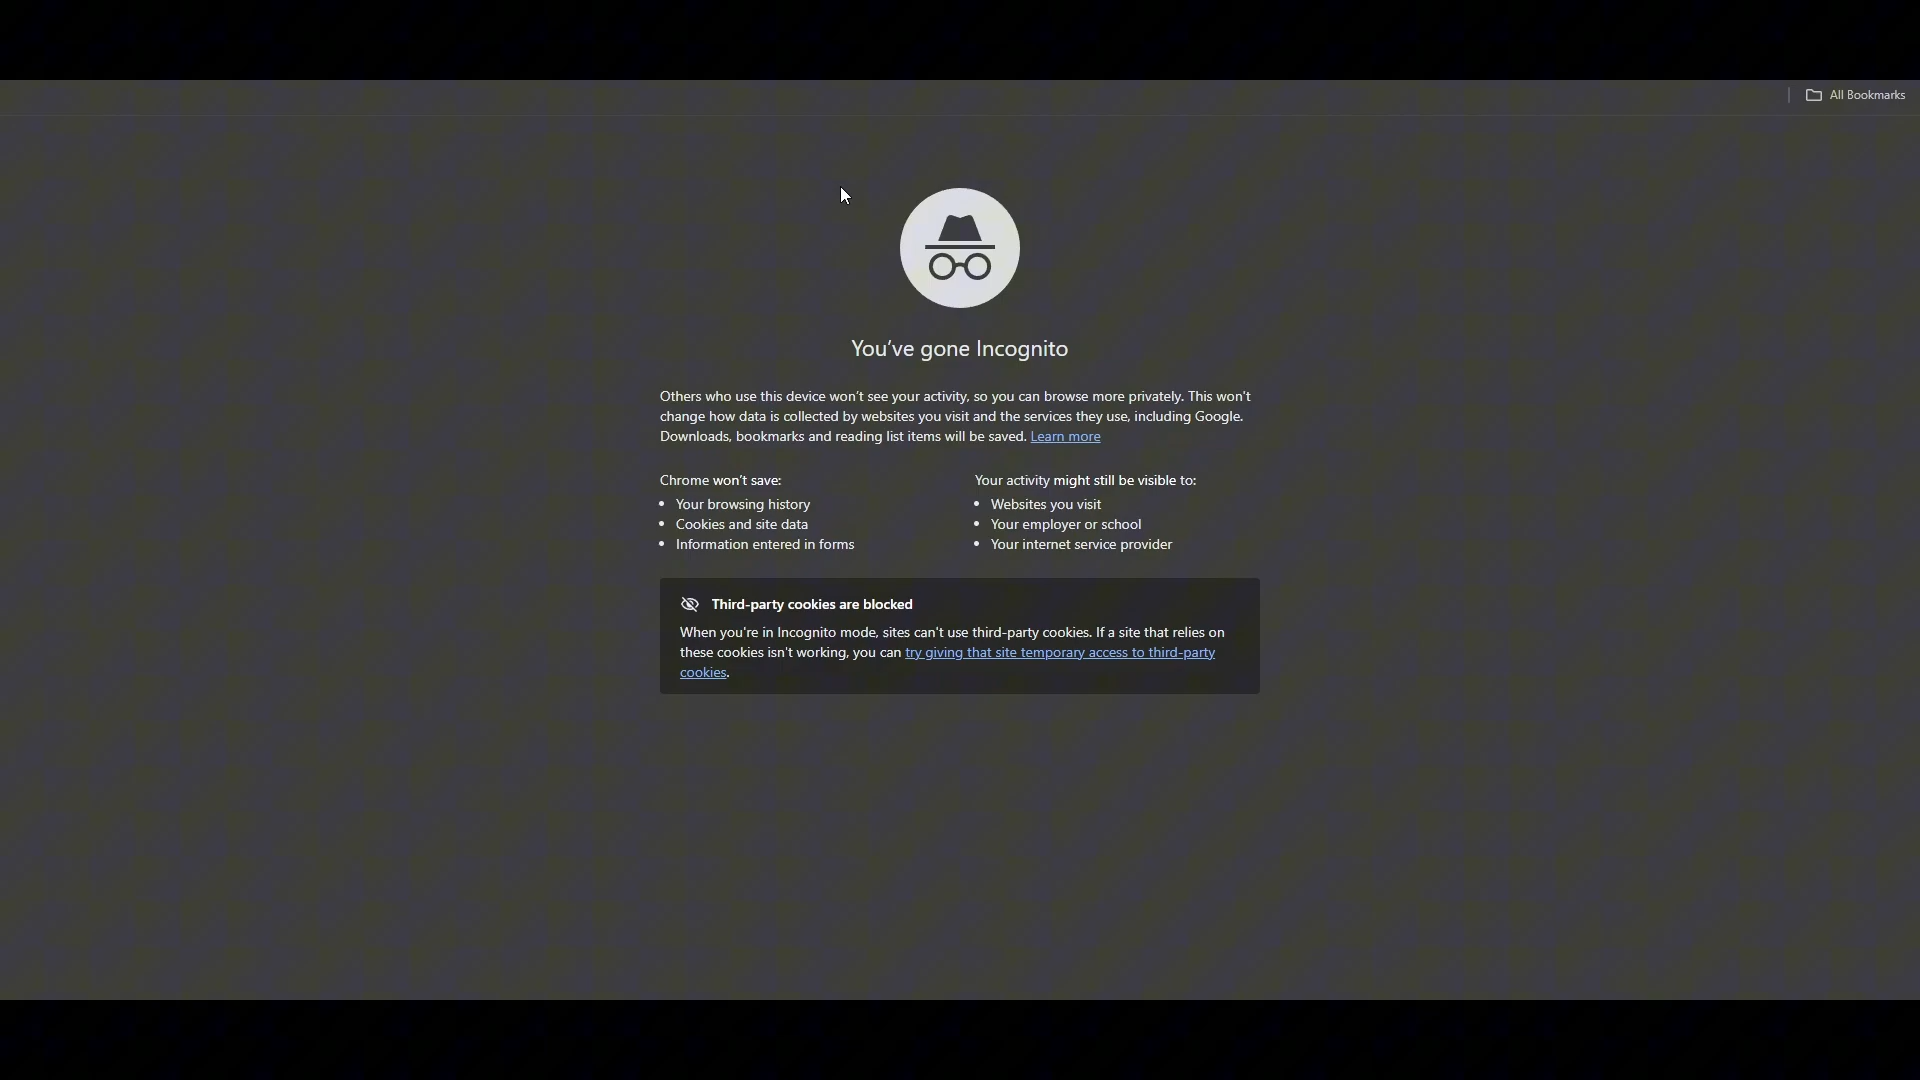 All Bookmarks
You've gone Incognito
Others who use this device won't see your activity, so you can browse more privately. This won't
change how data is collected by websites you visit and the services they use, including Google.
Downloads, bookmarks and reading list items will be saved. Learn more
Chrome won't save:
Your browsing history
Cookies and site data
Information entered in forms
Your activity might still be visible to:
Websites you visit
Your employer or school
Your internet service provider
Third-party cookies are blocked
When you're in Incognito mode, sites can't use third-party cookies. If a site that relies on
these cookies isn't working, you can try giving that site temporary access to third-party
cookies.